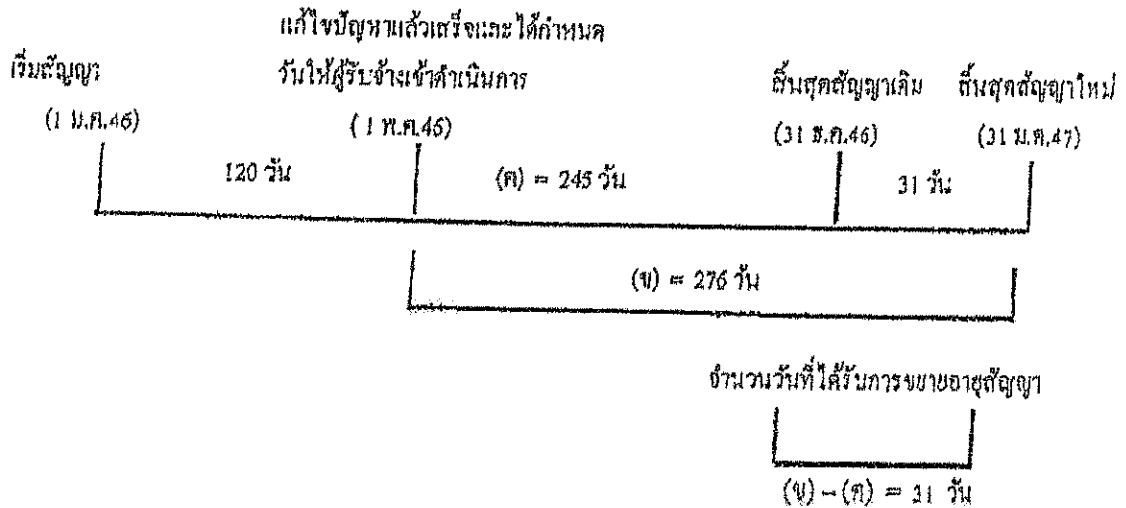 แก้ไขปัญหาแล้วเสร็จและได้กำหนด
เริ่มสัญญา
วันให้ผู้รับจ้างเข้าดำเนินการ
สิ้นสุดสัญญาเดิม
สิ้นสุดสัญญาใหม่
(1 ม.ค.46)
(1 พ.ค.46)
(31 ธ.ค.46)
(31 ม.ค.47)
120 วัน
(ค) = 245 วัน
31 วัน
(ข) = 276 วัน
จำนวนวันที่ได้รับการขยายอายุสัญญา
(ข) – (ค) = 31 วัน